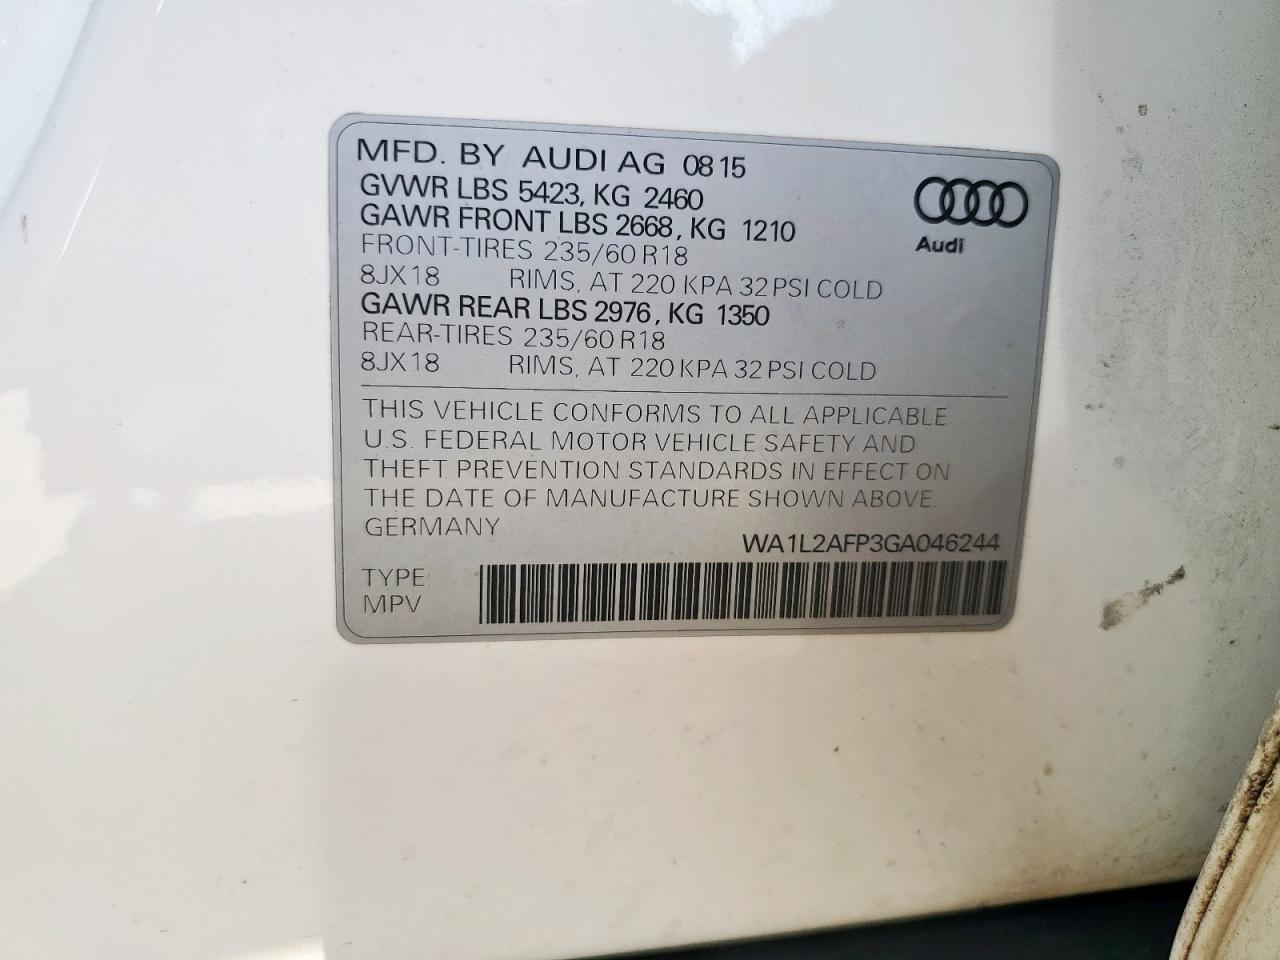 MFD. BY AUDI AG 08 15
GVWR LBS 5423, KG 2460
GAWR FRONT LBS 2668, KG 1210
FRONT-TIRES 235/60 R18
8JX18 RIMS, AT 220 KPA 32 PSI COLD
GAWR REAR LBS 2976, KG 1350
REAR-TIRES 235/60 R18
8JX18 RIMS, AT 220 KPA 32 PSI COLD
Audi
THIS VEHICLE CONFORMS TO ALL APPLICABLE
U.S. FEDERAL MOTOR VEHICLE SAFETY AND
THEFT PREVENTION STANDARDS IN EFFECT ON
THE DATE OF MANUFACTURE SHOWN ABOVE.
GERMANY
WA1L2AFP3GA046244
TYPE:
MPV